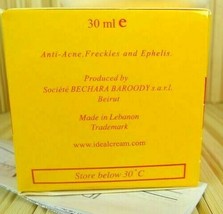 30 ml e
Anti-Acne, Freckles and Ephelis.
Produced by
Société BECHARA BAROODY s.a.r.l.
Beirut
Made in Lebanon
Trademark
www.idealcream.com
Store below 30°C